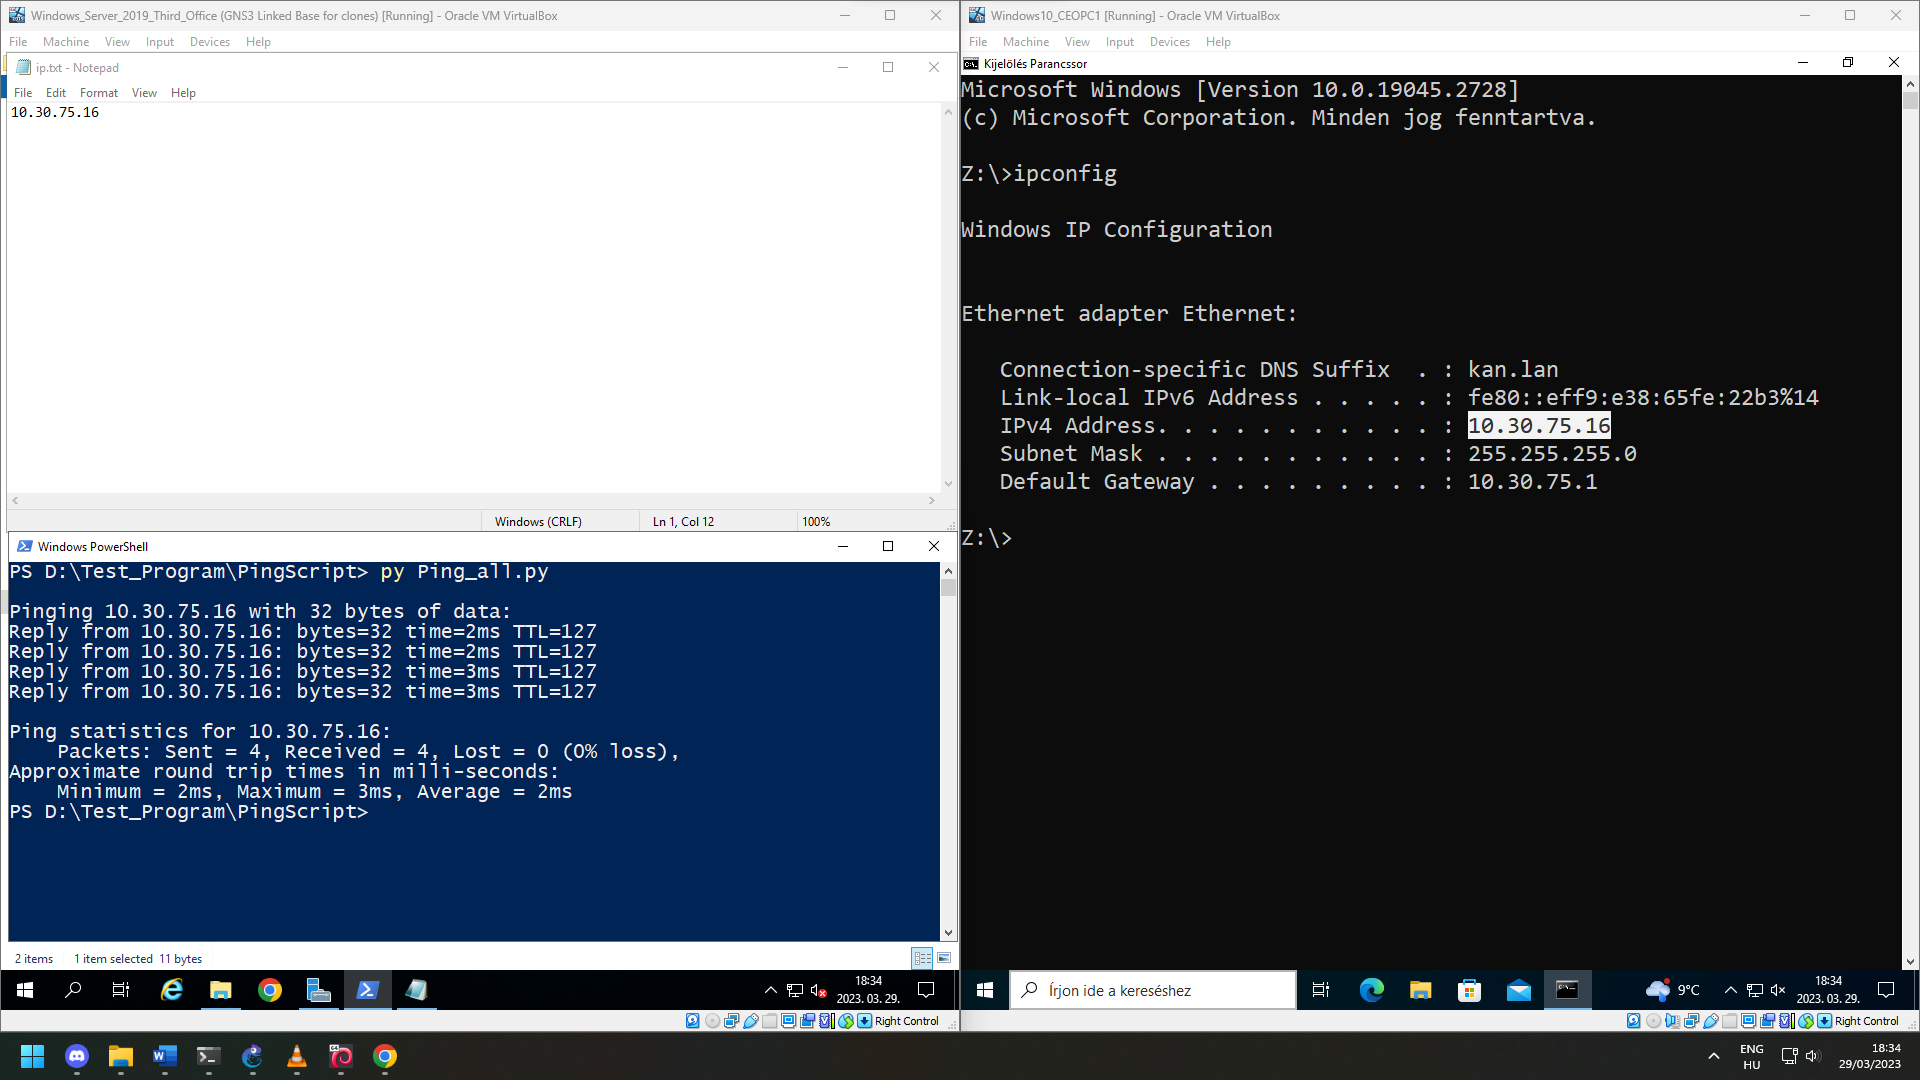 Windows_Server_2019_Third_Office (GNS3 Linked Base for clones) [Running] - Oracle VM VirtualBox
File Machine View Input Devices Help
ip.txt - Notepad
File Edit Format View Help
10.30.75.16
Windows (CRLF) Ln 1, Col 12 100%
Windows PowerShell
PS D:\Test_Program\PingScript> py Ping_all.py
Pinging 10.30.75.16 with 32 bytes of data:
Reply from 10.30.75.16: bytes=32 time=2ms TTL=127
Reply from 10.30.75.16: bytes=32 time=2ms TTL=127
Reply from 10.30.75.16: bytes=32 time=3ms TTL=127
Reply from 10.30.75.16: bytes=32 time=3ms TTL=127
Ping statistics for 10.30.75.16:
    Packets: Sent = 4, Received = 4, Lost = 0 (0% loss),
Approximate round trip times in milli-seconds:
    Minimum = 2ms, Maximum = 3ms, Average = 2ms
PS D:\Test_Program\PingScript>
2 items 1 item selected 11 bytes
18:34
2023. 03. 29.
Right Control
Windows10_CEOPC1 [Running] - Oracle VM VirtualBox
File Machine View Input Devices Help
Kijelölés Parancssor
Microsoft Windows [Version 10.0.19045.2728]
(c) Microsoft Corporation. Minden jog fenntartva.
Z:\>ipconfig
Windows IP Configuration
Ethernet adapter Ethernet:
   Connection-specific DNS Suffix  . : kan.lan
   Link-local IPv6 Address . . . . . : fe80::eff9:e38:65fe:22b3%14
   IPv4 Address. . . . . . . . . . . : 10.30.75.16
   Subnet Mask . . . . . . . . . . . : 255.255.255.0
   Default Gateway . . . . . . . . . : 10.30.75.1
Z:\>
Írjon ide a kereséshez
9°C
18:34
2023. 03. 29.
Right Control
ENG
HU
18:34
29/03/2023